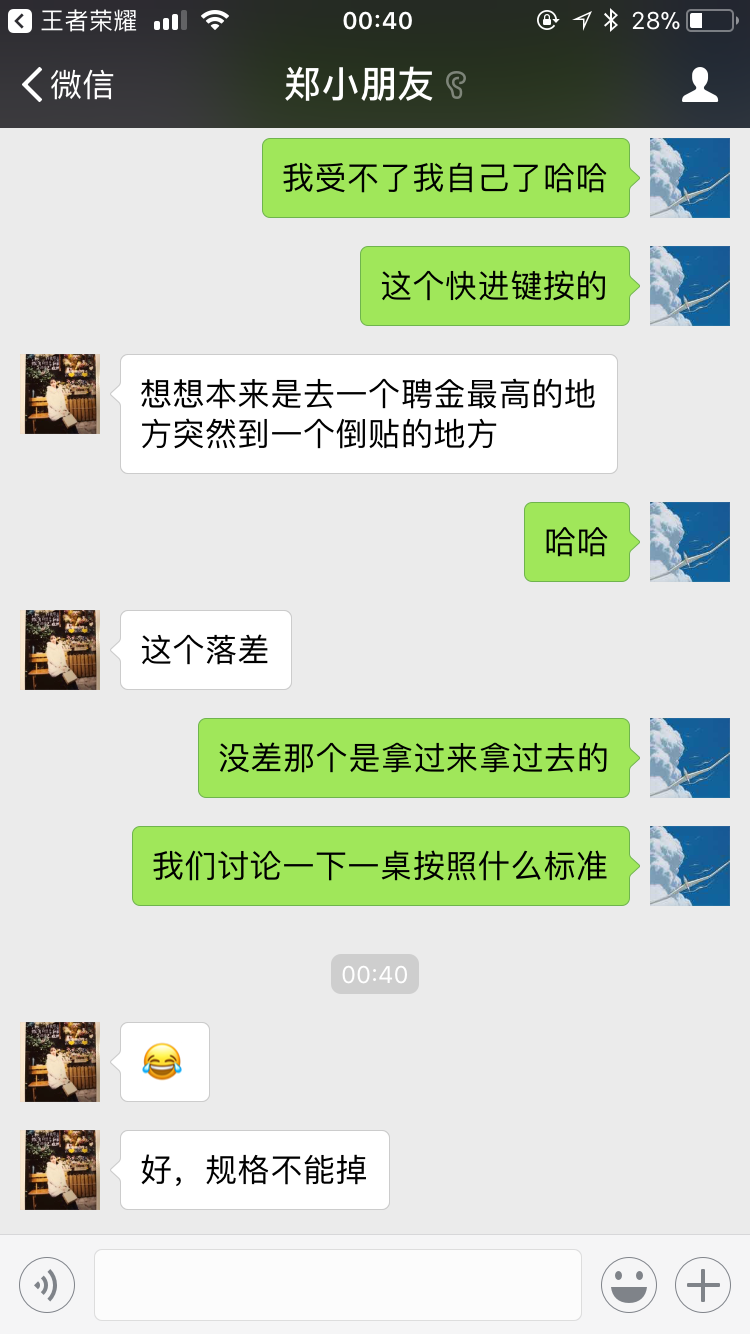 王者荣耀
00:40
28%
微信
郑小朋友
我受不了我自己了哈哈
这个快进键按的
想想本来是去一个聘金最高的地
方突然到一个倒贴的地方
哈哈
这个落差
没差那个是拿过来拿过去的
我们讨论一下一桌按照什么标准
00:40
😂
好，规格不能掉